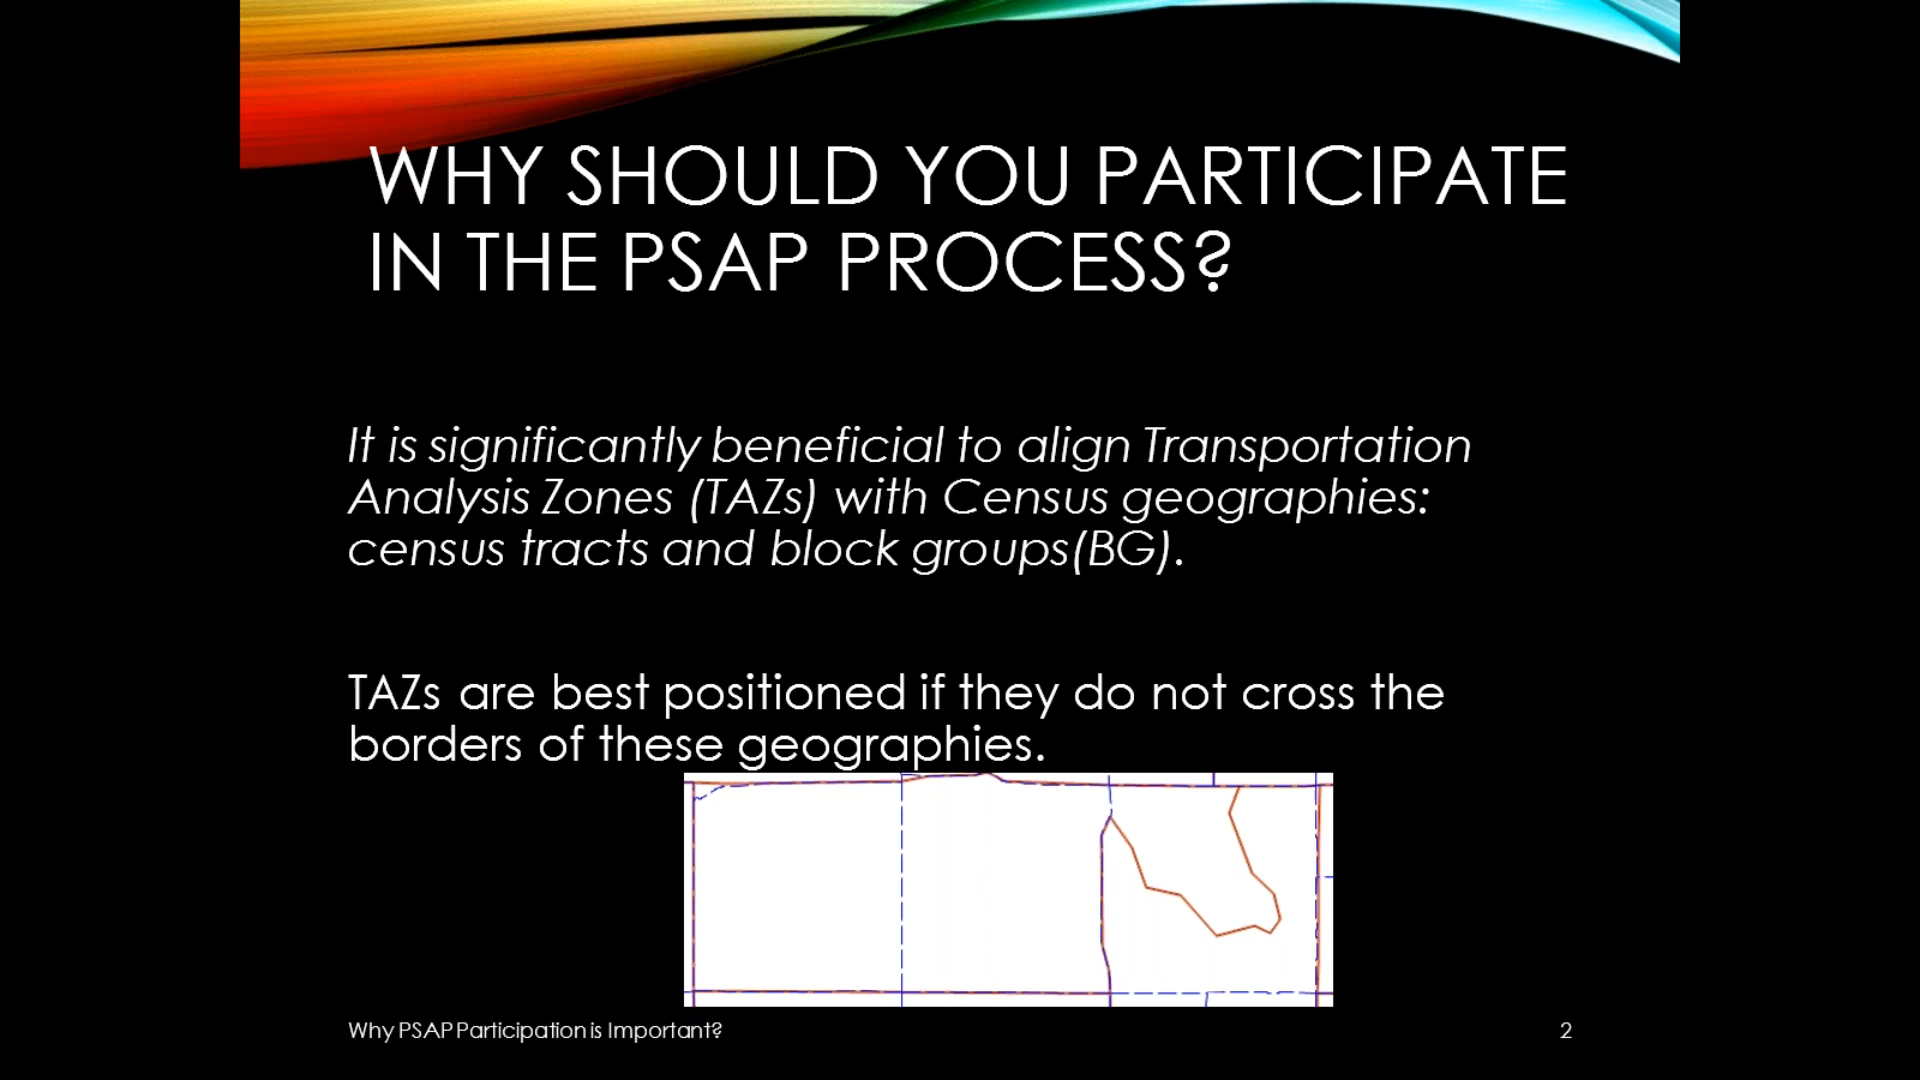 WHY SHOULD YOU PARTICIPATE
IN THE PSAP PROCESS?
It is significantly beneficial to align Transportation
Analysis Zones (TAZs) with Census geographies:
census tracts and block groups(BG).
TAZs are best positioned if they do not cross the
borders of these geographies.
Why PSAP Participation is Important?
2